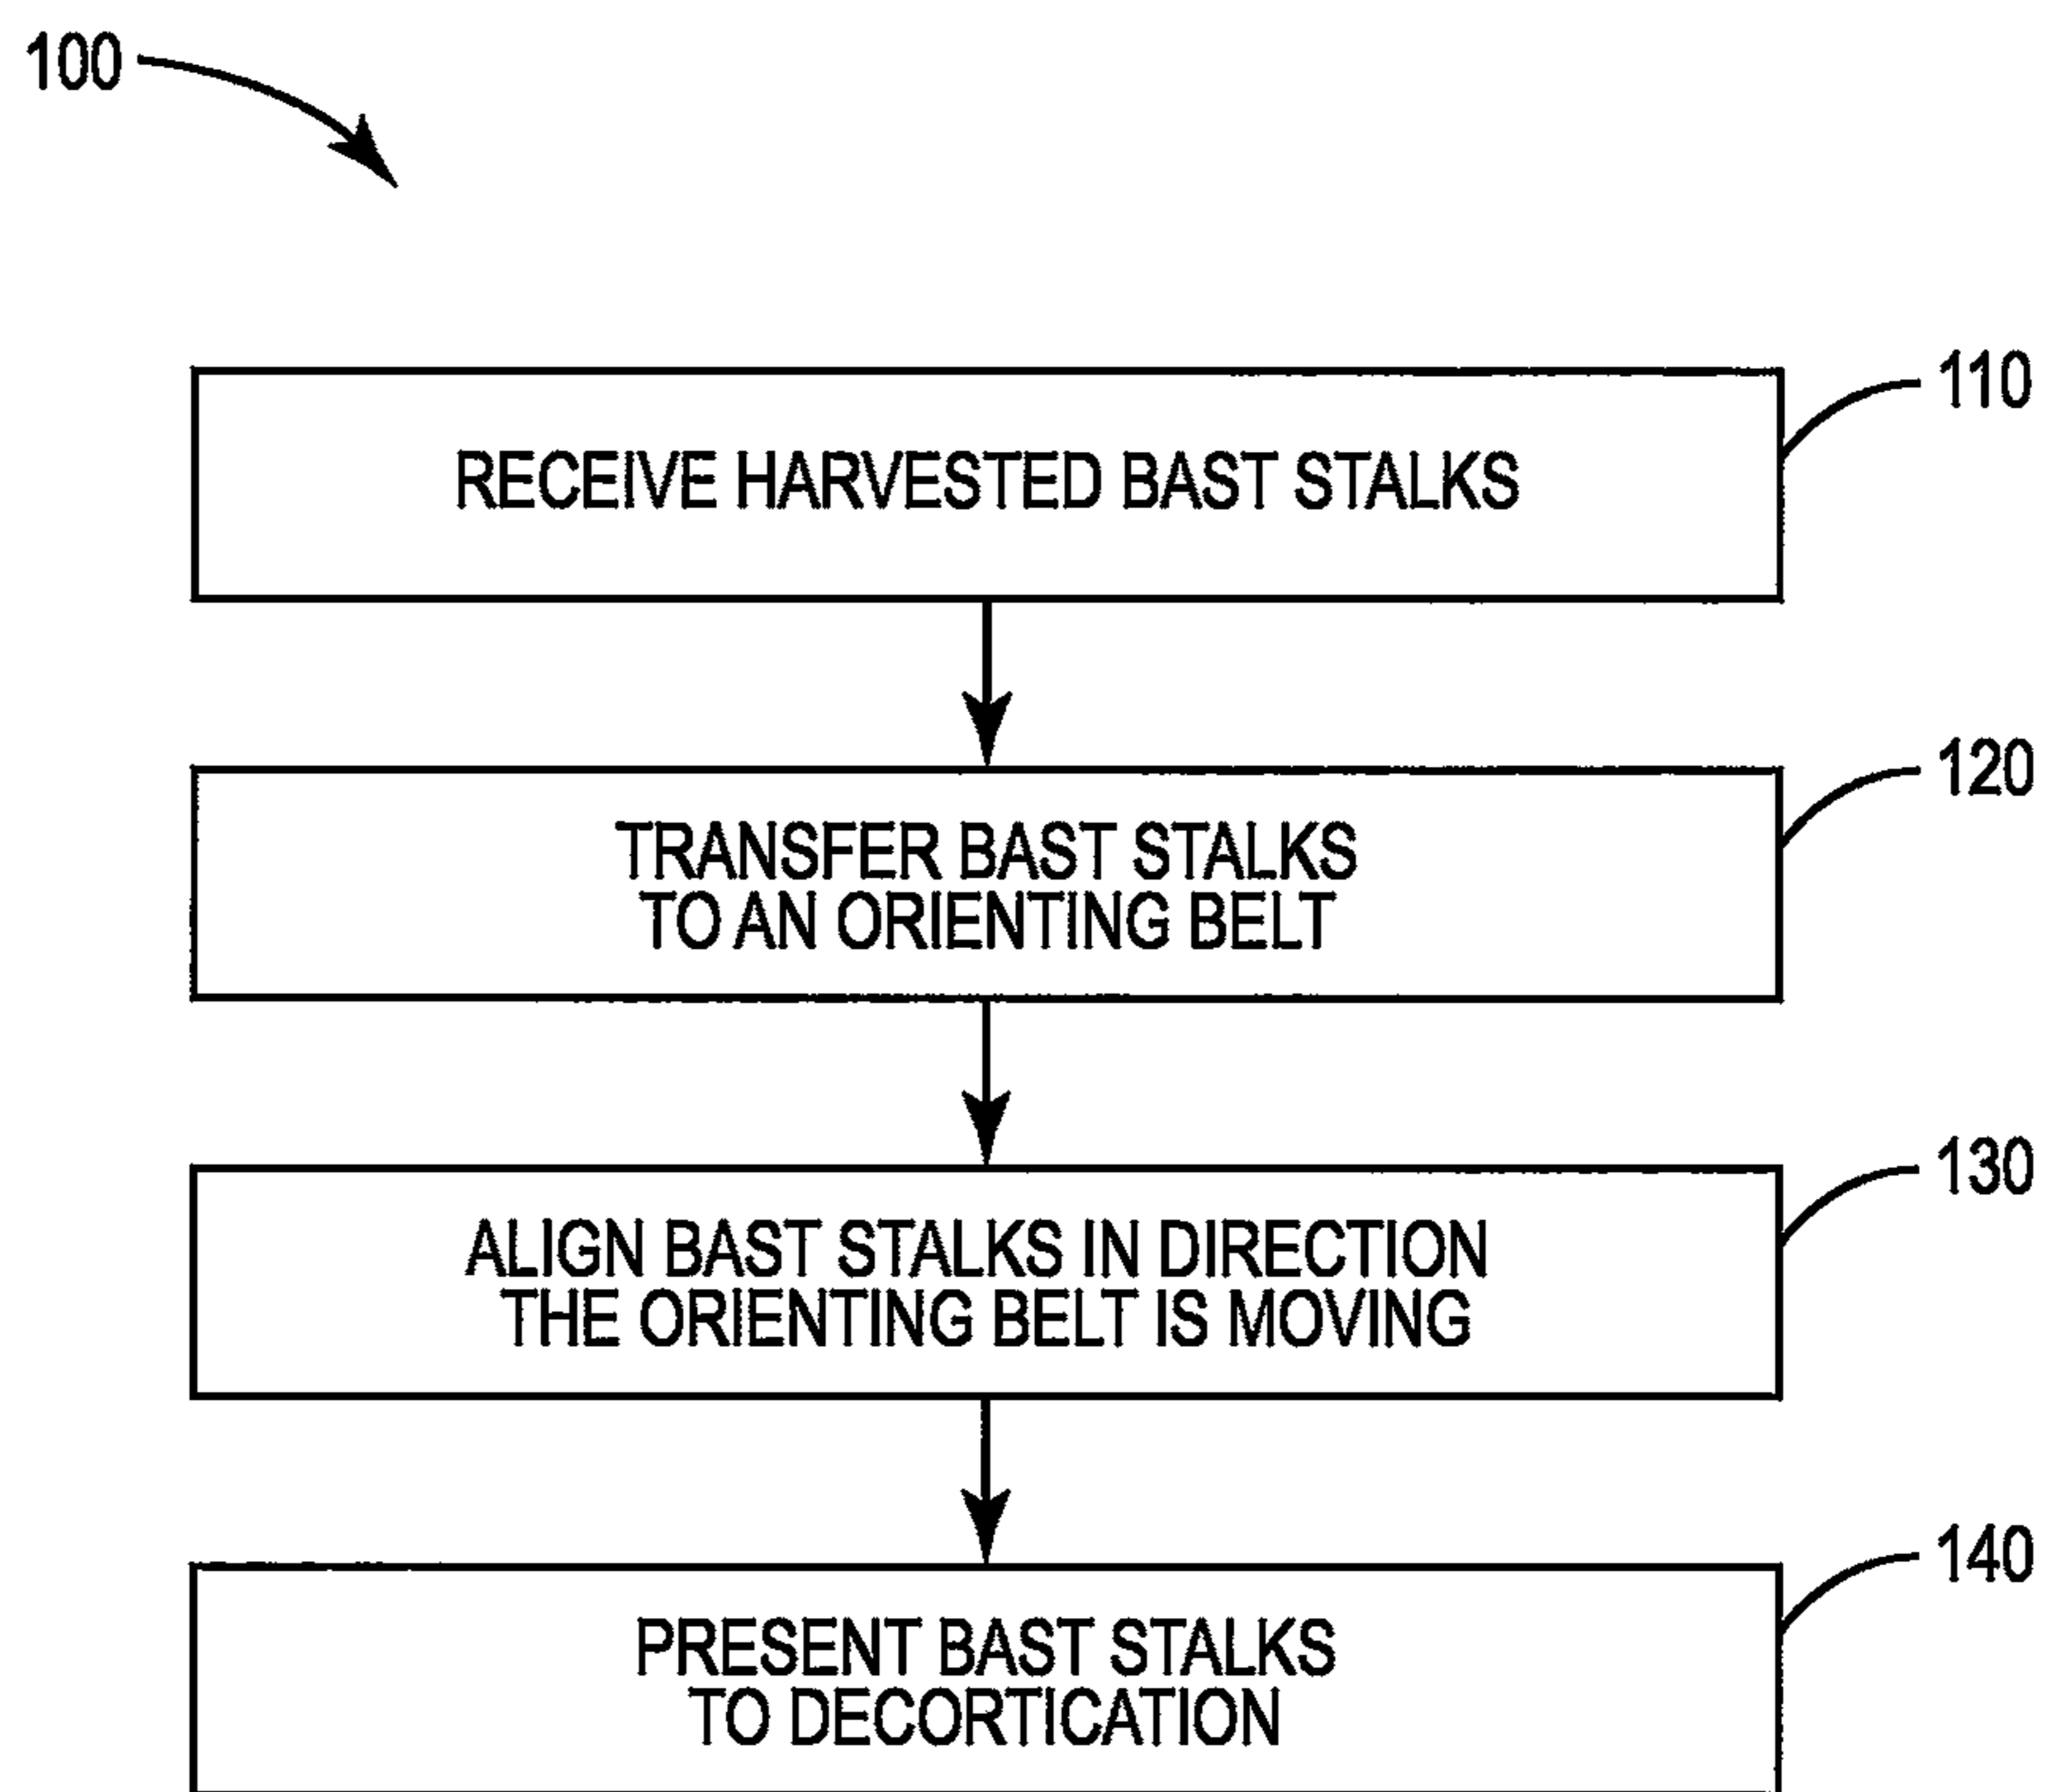 100
110
RECEIVE HARVESTED BAST STALKS
120
TRANSFER BAST STALKS
TO AN ORIENTING BELT
130
ALIGN BAST STALKS IN DIRECTION
THE ORIENTING BELT IS MOVING
140
PRESENT BAST STALKS
TO DECORTICATION